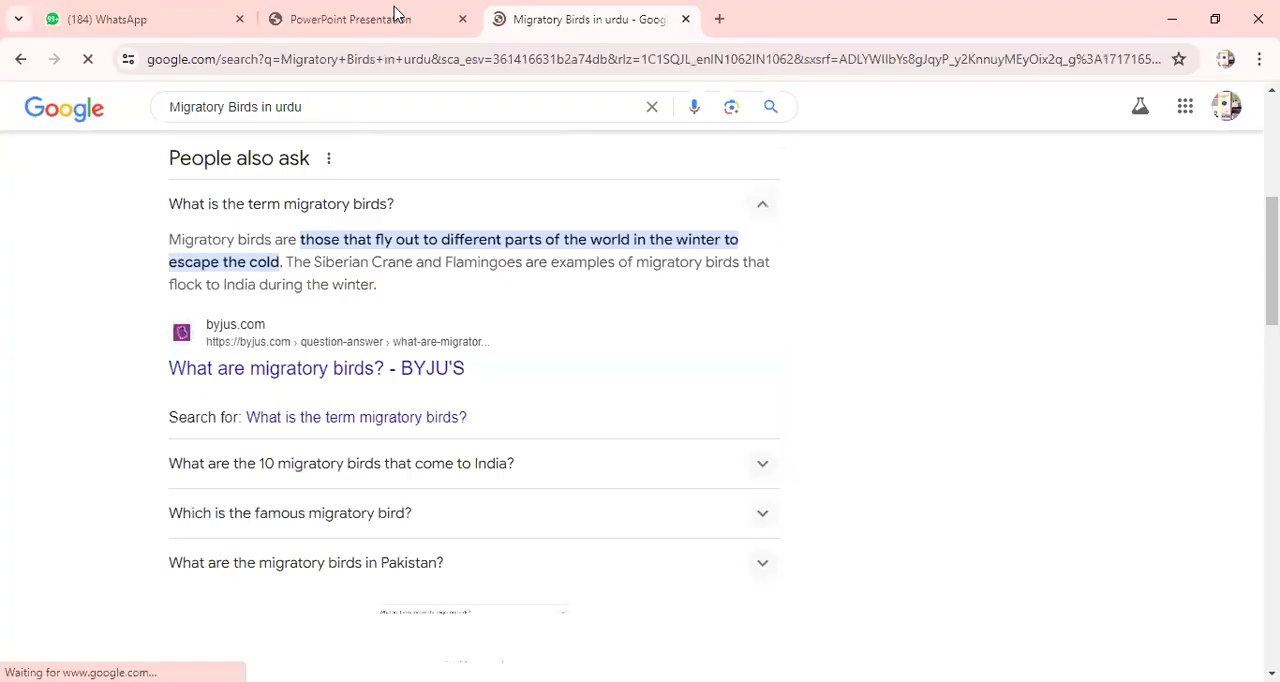 (184) WhatsApp
PowerPoint Presentation
Migratory Birds in urdu - Goog
google.com/search?q=Migratory+Birds+in+urdu&sca_esv=361416631b2a74db&rlz=1C1SQJL_enIN1062IN1062&sxsrf=ADLYWIIbYs8gJqyP_y2KnnuyMEyOix2q_g%3A1717165...
Google
Migratory Birds in urdu
People also ask
What is the term migratory birds?
Migratory birds are those that fly out to different parts of the world in the winter to
escape the cold. The Siberian Crane and Flamingoes are examples of migratory birds that
flock to India during the winter.
byjus.com
https://byjus.com › question-answer › what-are-migrator...
What are migratory birds? - BYJU'S
Search for: What is the term migratory birds?
What are the 10 migratory birds that come to India?
Which is the famous migratory bird?
What are the migratory birds in Pakistan?
Waiting for www.google.com...